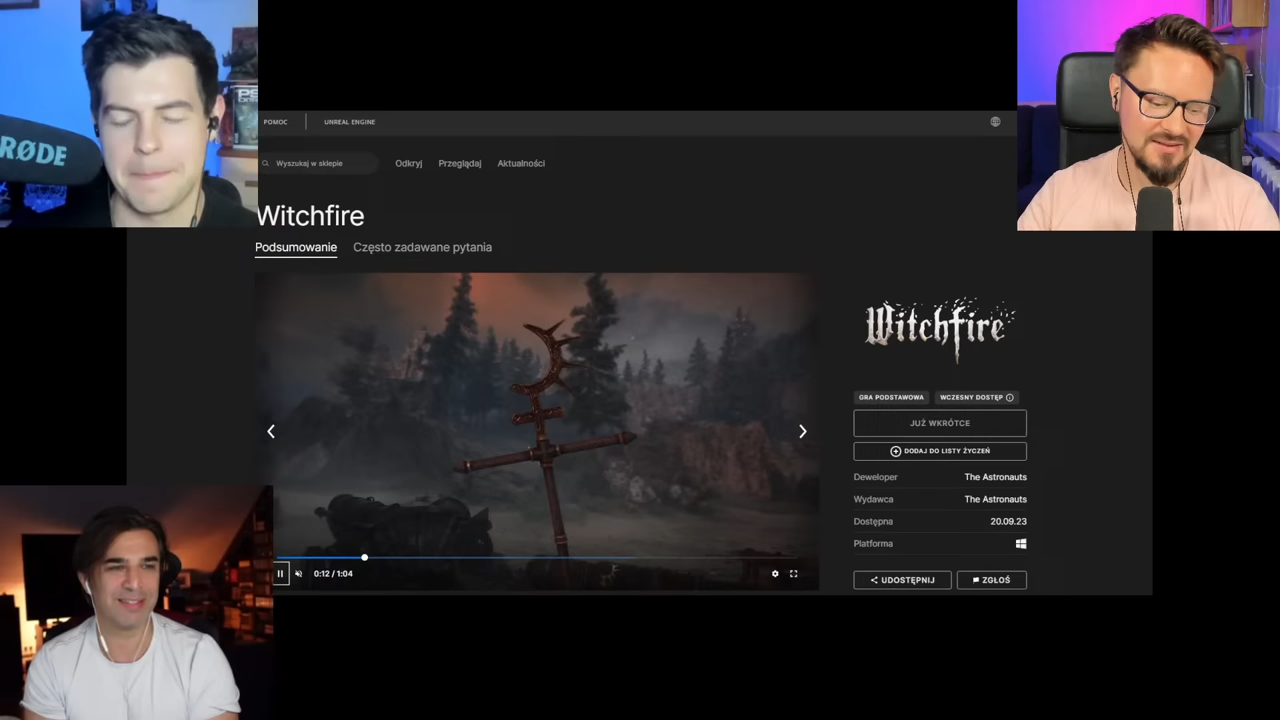 RØDE
POMOC
UNREAL ENGINE
Wyszukaj w sklepie
Odkryj
Przeglądaj
Aktualności
Witchfire
Podsumowanie
Często zadawane pytania
Witchfire
GRA PODSTAWOWA
WCZESNY DOSTĘP
JUŻ WKRÓTCE
DODAJ DO LISTY ŻYCZEŃ
Deweloper The Astronauts
Wydawca The Astronauts
Dostępna 20.09.23
Platforma
0:12 / 1:04
UDOSTĘPNIJ
ZGŁOŚ